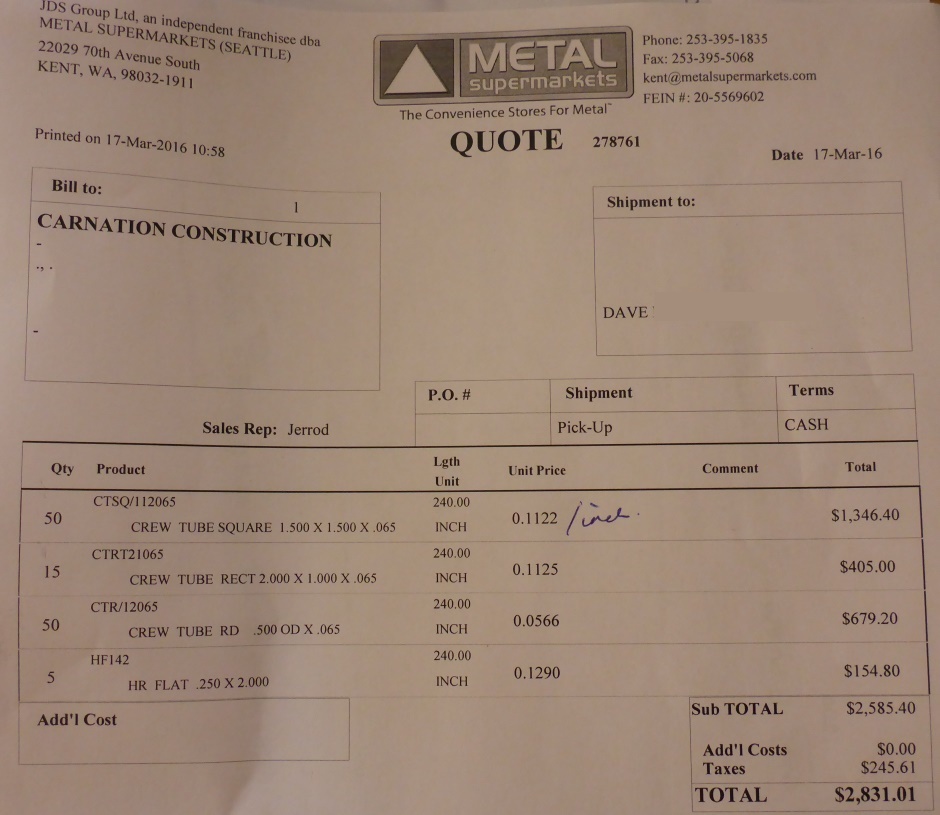 JDS Group Ltd, an independent franchisee dba
METAL SUPERMARKETS (SEATTLE)
22029 70th Avenue South
KENT, WA, 98032-1911
METAL
supermarkets
The Convenience Stores For Metal™
Phone: 253-395-1835
Fax: 253-395-5068
kent@metalsupermarkets.com
FEIN #: 20-5569602
Printed on 17-Mar-2016 10:58
QUOTE 278761
Date 17-Mar-16
Bill to:
1
CARNATION CONSTRUCTION
-
., .
-
Shipment to:
DAVE
P.O. # Shipment Terms
Sales Rep: Jerrod Pick-Up CASH
Qty Product Lgth Unit Unit Price Comment Total
CTSQ/112065 240.00
50 CREW TUBE SQUARE 1.500 X 1.500 X .065 INCH 0.1122 /inch. $1,346.40
CTRT21065 240.00
15 CREW TUBE RECT 2.000 X 1.000 X .065 INCH 0.1125 $405.00
CTR/12065 240.00
50 CREW TUBE RD .500 OD X .065 INCH 0.0566 $679.20
HF142 240.00
5 HR FLAT .250 X 2.000 INCH 0.1290 $154.80
Add'l Cost
Sub TOTAL $2,585.40
Add'l Costs $0.00
Taxes $245.61
TOTAL $2,831.01